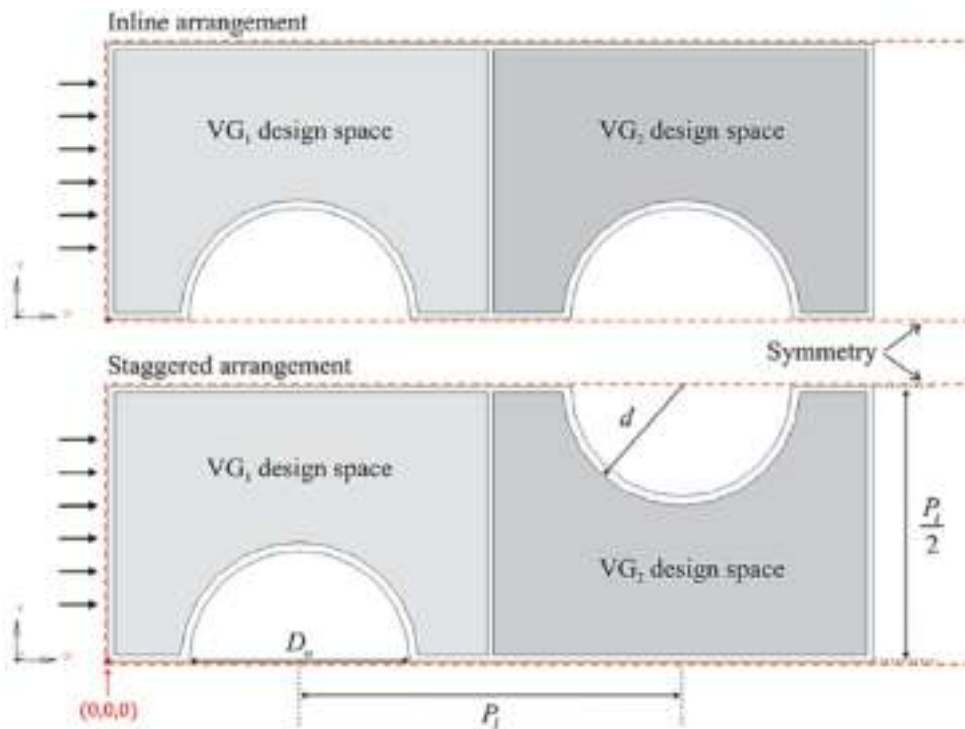 Inline arrangement
VG₁ design space
VG₂ design space
Symmetry
Staggered arrangement
d
VG₁ design space
P_t/2
VG₂ design space
D_o
(0,0,0)
P_l